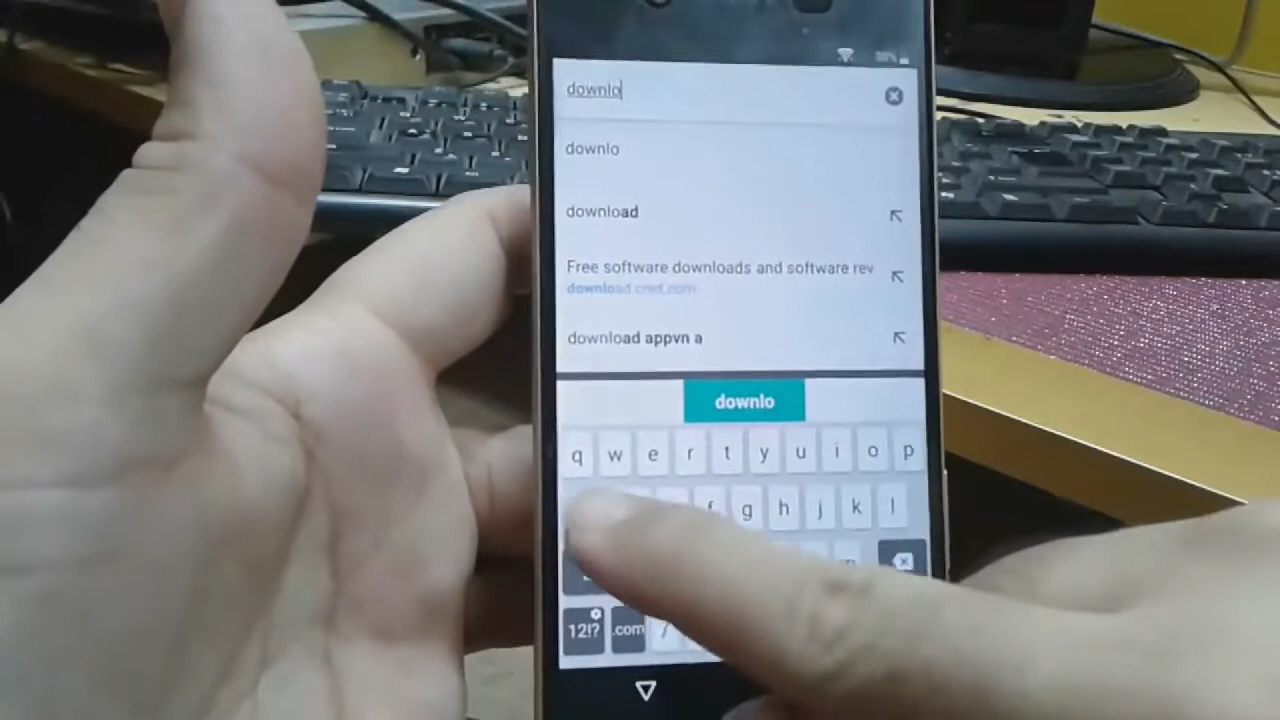 downlo
downlo
download
Free software downloads and software rev
download.cnet.com
download appvn a
downlo
q w e r t y u i o p
f g h j k l
12!? .com /